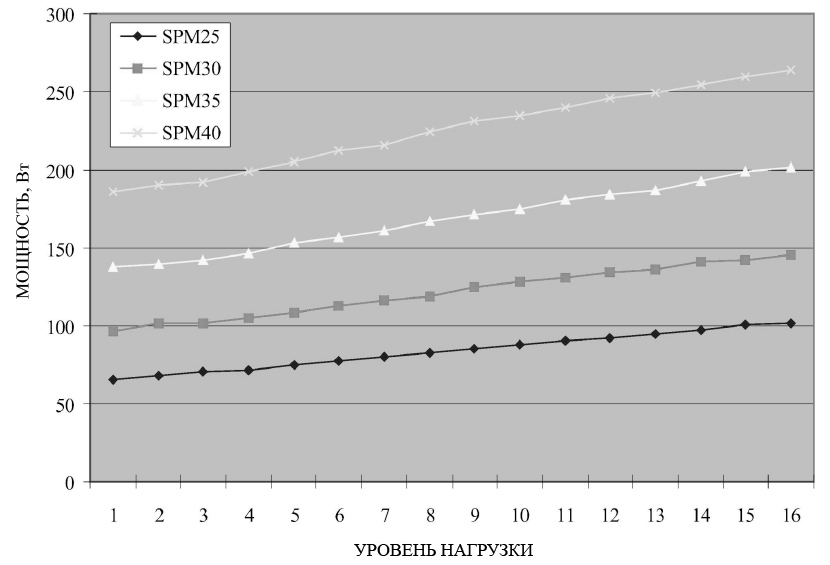 300
250
200
150
100
50
0
МОЩНОСТЬ, Вт
SPM25
SPM30
SPM35
SPM40
1 2 3 4 5 6 7 8 9 10 11 12 13 14 15 16
УРОВЕНЬ НАГРУЗКИ